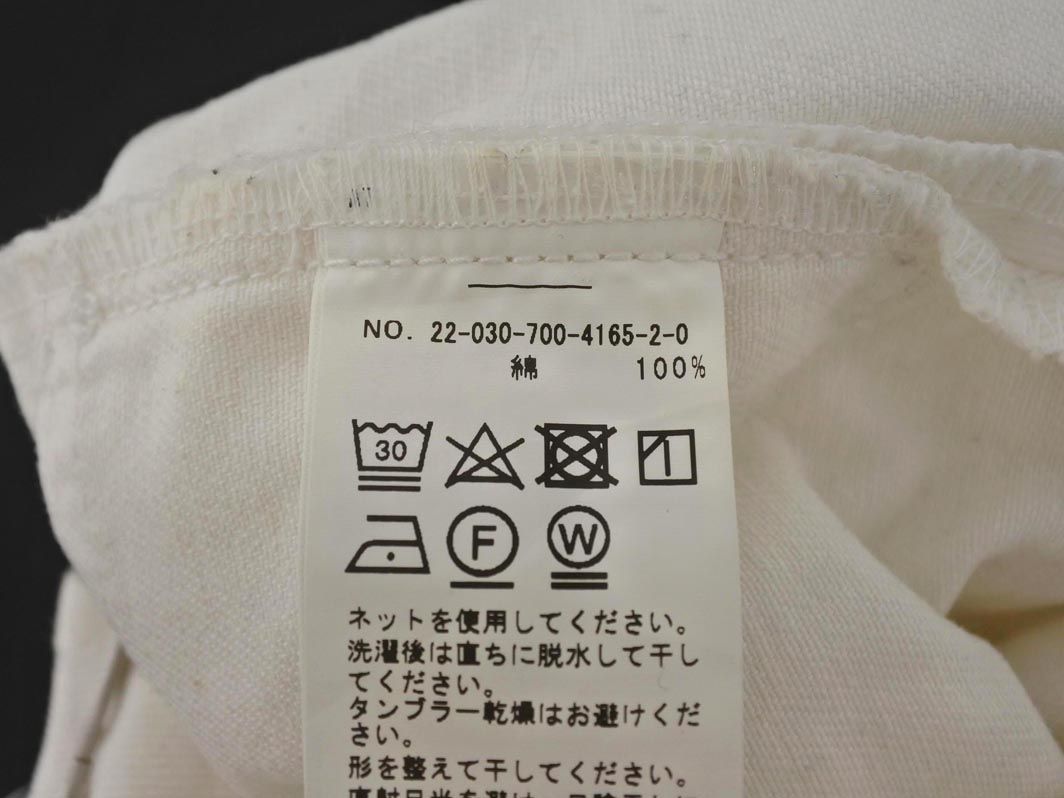 NO. 22-030-700-4165-2-0
綿 100%
30
F W
ネットを使用してください。
洗濯後は直ちに脱水して干し
てください。
タンブラー乾燥はお避けくだ
さい。
形を整えて干してください。